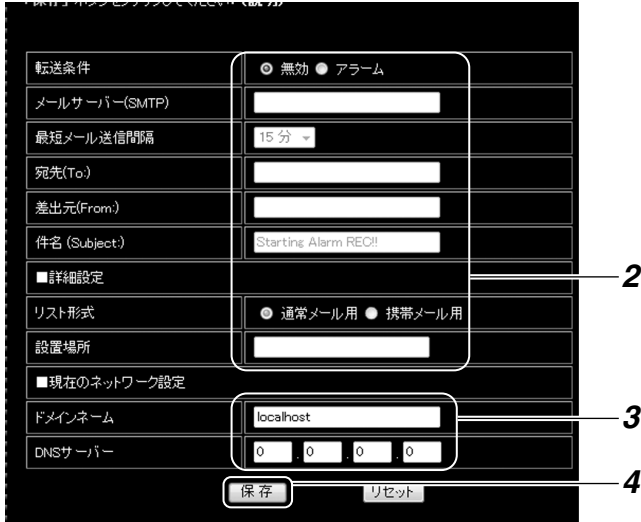 転送条件 無効 アラーム
メールサーバー(SMTP)
最短メール送信間隔 15 分
宛先(To:)
差出元(From:)
件名 (Subject:) Starting Alarm REC!!
■詳細設定 2
リスト形式 通常メール用 携帯メール用
設置場所
■現在のネットワーク設定
ドメインネーム localhost 3
DNSサーバー 0 . 0 . 0 . 0
保存 リセット 4